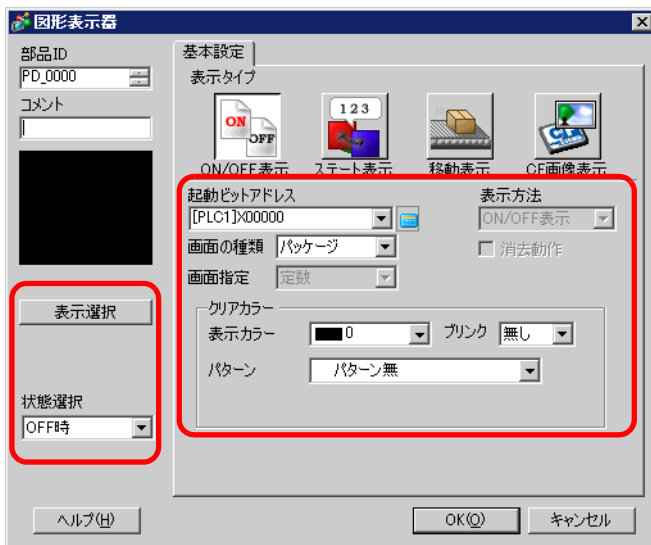 図形表示器
部品ID
PD_0000
コメント
表示選択
状態選択
OFF時
基本設定
表示タイプ
ON OFF
123
CF
ON/OFF表示 ステート表示 移動表示 CF画像表示
起動ビットアドレス 表示方法
[PLC1]X00000 ON/OFF表示
画面の種類 パッケージ 消去動作
画面指定 定数
クリアカラー
表示カラー 0 ブリンク 無し
パターン パターン無
ヘルプ(H) OK(O) キャンセル